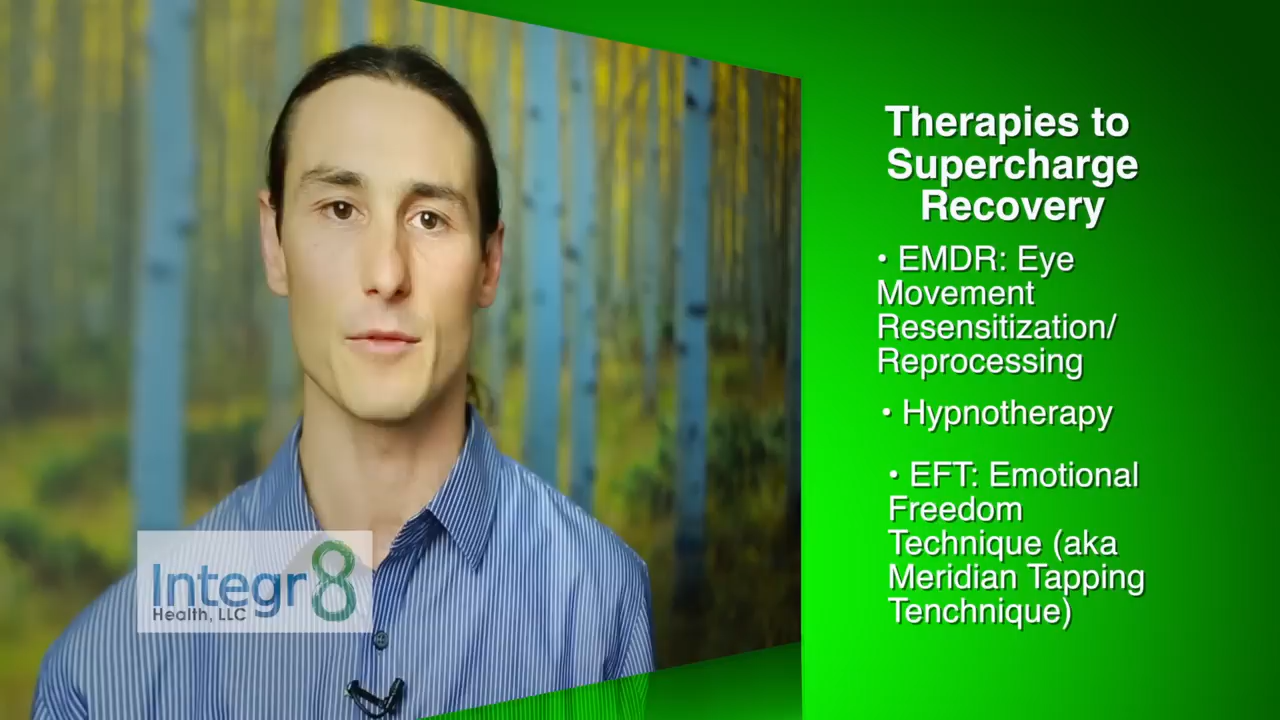 Therapies to
Supercharge
Recovery
• EMDR: Eye
Movement
Resensitization/
Reprocessing
• Hypnotherapy
• EFT: Emotional
Freedom
Technique (aka
Meridian Tapping
Tenchnique)
Integr8
Health, LLC